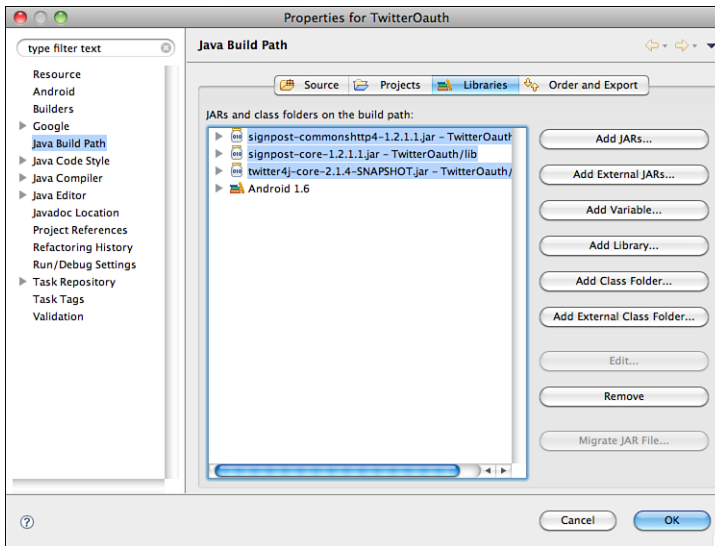 Properties for TwitterOauth
type filter text
Resource
Android
Builders
Google
Java Build Path
Java Code Style
Java Compiler
Java Editor
Javadoc Location
Project References
Refactoring History
Run/Debug Settings
Task Repository
Task Tags
Validation
Java Build Path
Source Projects Libraries Order and Export
JARs and class folders on the build path:
signpost-commonshttp4-1.2.1.1.jar – TwitterOauth
signpost-core-1.2.1.1.jar – TwitterOauth/lib
twitter4j-core-2.1.4-SNAPSHOT.jar – TwitterOauth/
Android 1.6
Add JARs...
Add External JARs...
Add Variable...
Add Library...
Add Class Folder...
Add External Class Folder...
Edit...
Remove
Migrate JAR File...
?
Cancel OK